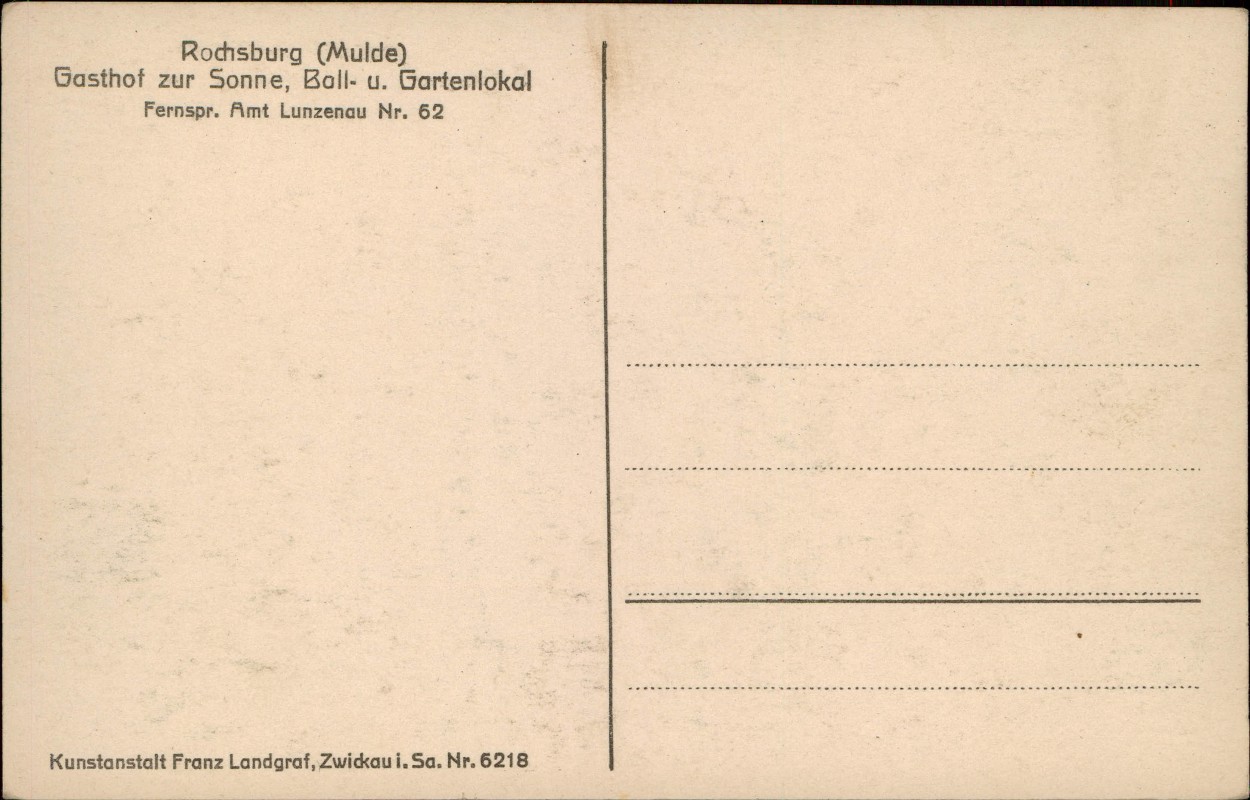 Rochsburg (Mulde)
Gasthof zur Sonne, Ball- u. Gartenlokal
Fernspr. Amt Lunzenau Nr. 62
Kunstanstalt Franz Landgraf, Zwickau i. Sa. Nr. 6218